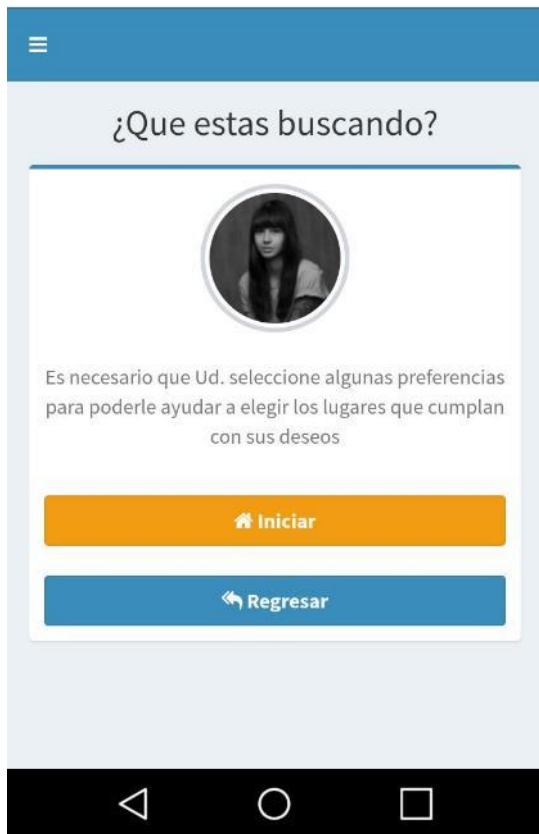 ¿Que estas buscando?
Es necesario que Ud. seleccione algunas preferencias
para poderle ayudar a elegir los lugares que cumplan
con sus deseos
Iniciar
Regresar